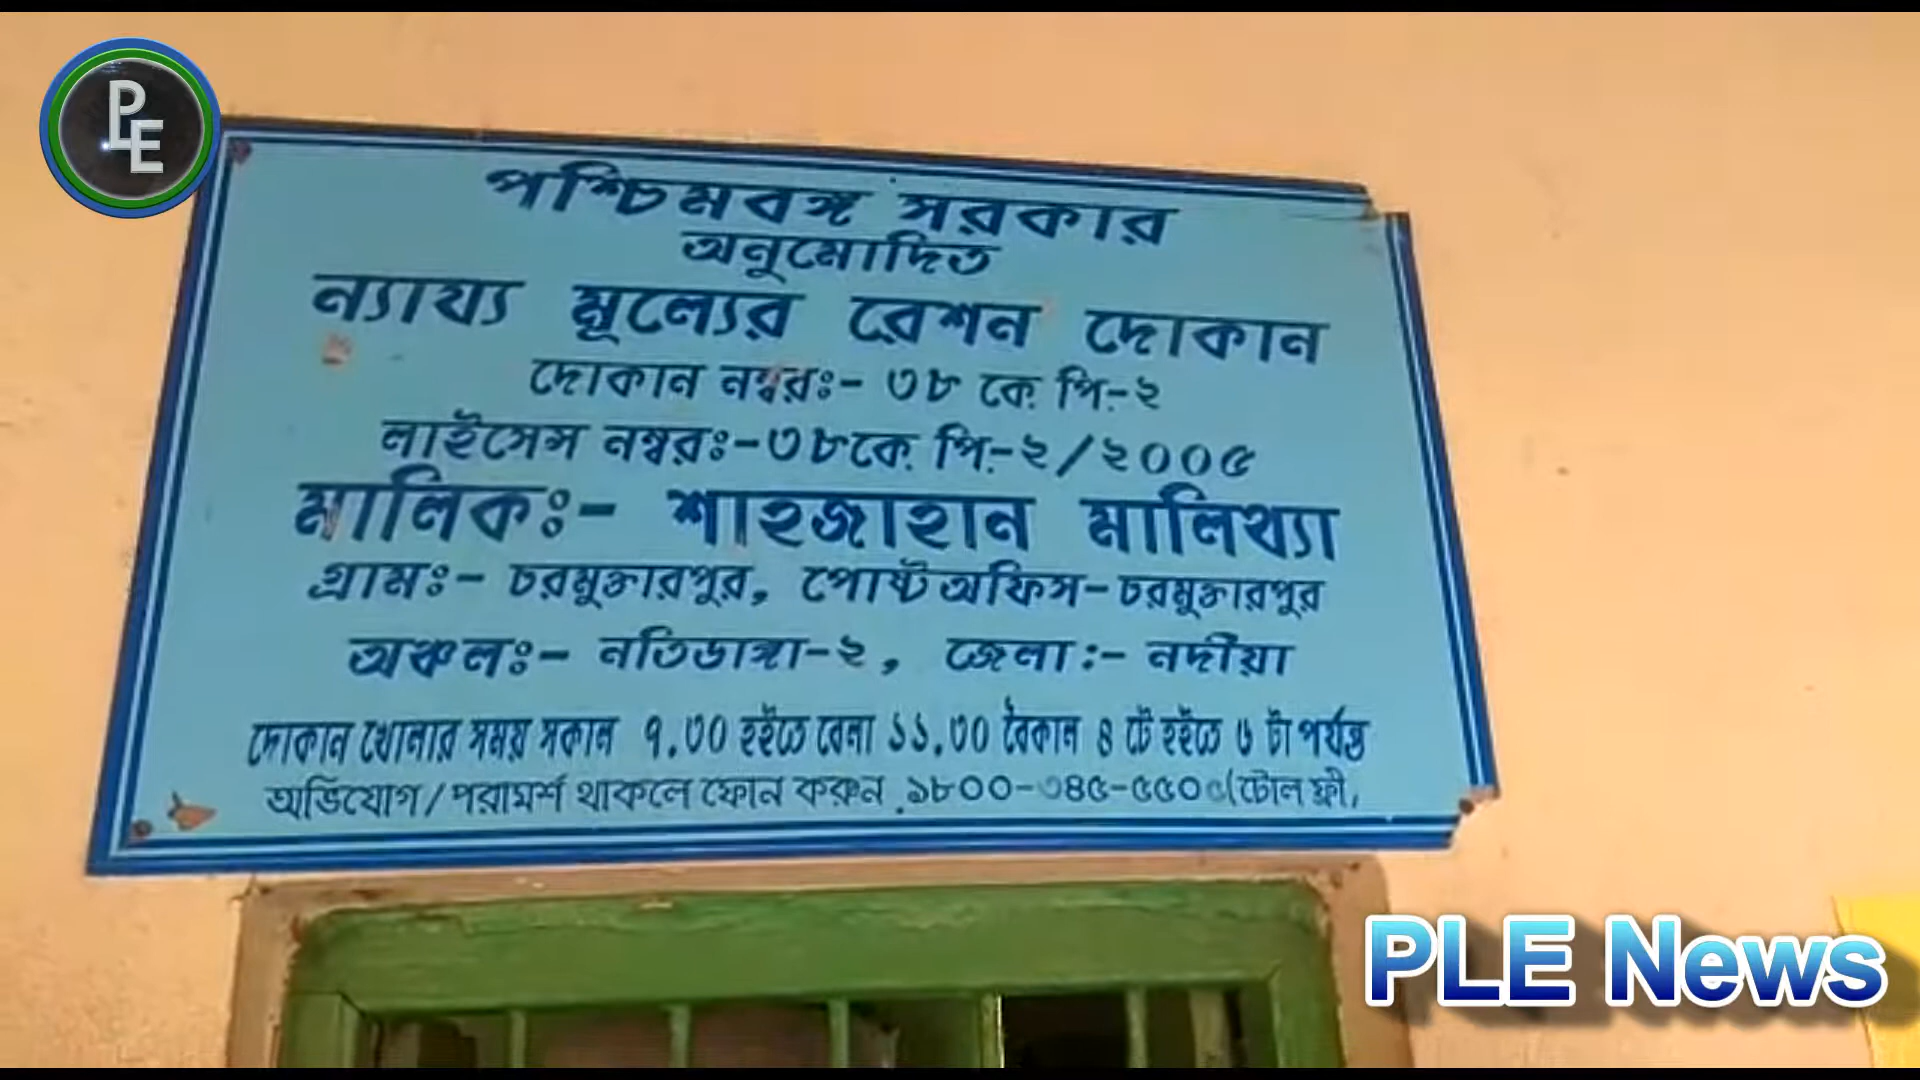 PLE
পশ্চিমবঙ্গ সরকার
অনুমোদিত
ন্যায্য মূল্যের রেশন দোকান
দোকান নম্বরঃ- ৩৮ কে পি.-২
লাইসেন্স নম্বরঃ-৩৮কে. পি.-২/২০০৫
মালিকঃ- শাহজাহান মালিথ্যা
গ্রামঃ- চরমুক্তারপুর, পোষ্টঅফিস-চরমুক্তারপুর
অঞ্চলঃ- নতিডাঙ্গা-২, জেলা:- নদীয়া
দোকান খোলার সময় সকাল ৭.৩০ হইতে বেলা ১১.৩০ বৈকাল ৪ টে হইতে ৬ টা পর্যন্ত
অভিযোগ/পরামর্শ থাকলে ফোন করুন ১৮০০-৩৪৫-৫৫০৫(টোল ফ্রী,
PLE News